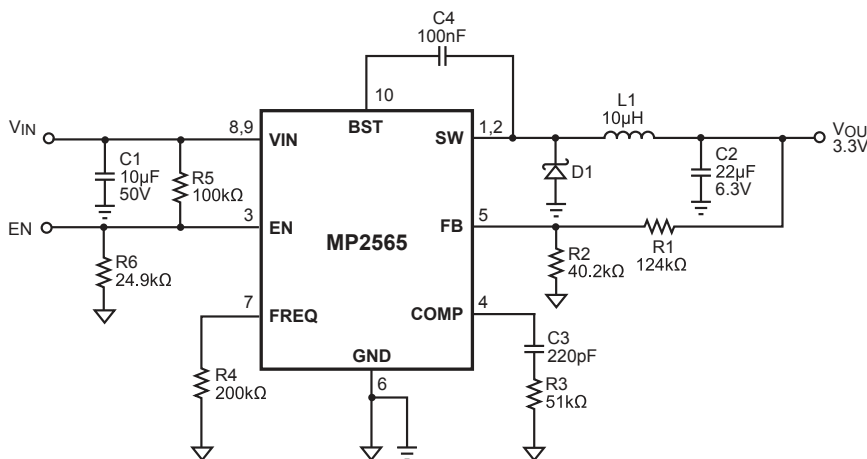 C4
100nF
10
BST
VIN
8,9
VIN
SW
1,2
L1
10µH
VOU
3.3V
C1
10µF
50V
R5
100kΩ
D1
C2
22µF
6.3V
EN
3
EN
MP2565
FB
5
R1
124kΩ
R2
40.2kΩ
R6
24.9kΩ
7
FREQ
COMP
4
C3
220pF
GND
6
R4
200kΩ
R3
51kΩ